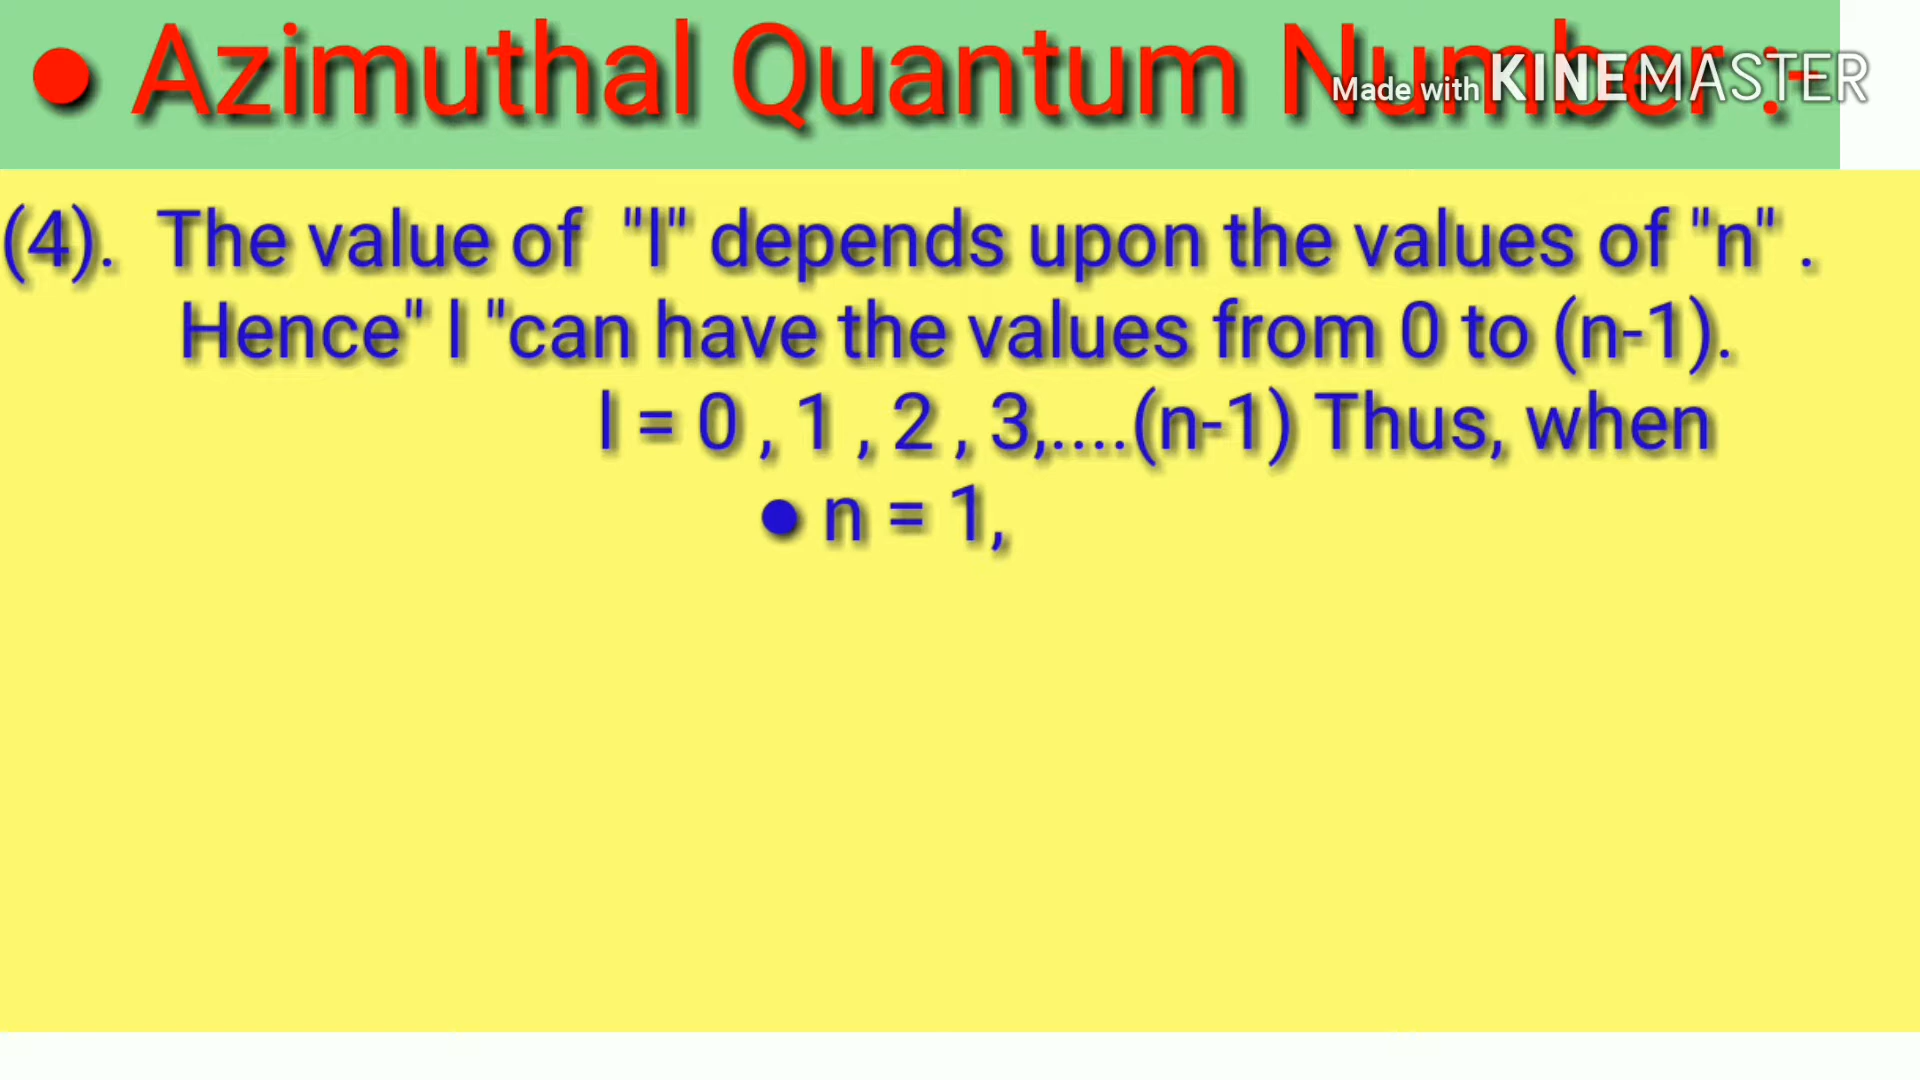 ● Azimuthal Quantum Number :-
Made with KINEMASTER
(4). The value of "l" depends upon the values of "n" .
Hence" l "can have the values from 0 to (n-1).
l = 0 , 1 , 2 , 3,....(n-1) Thus, when
● n = 1,